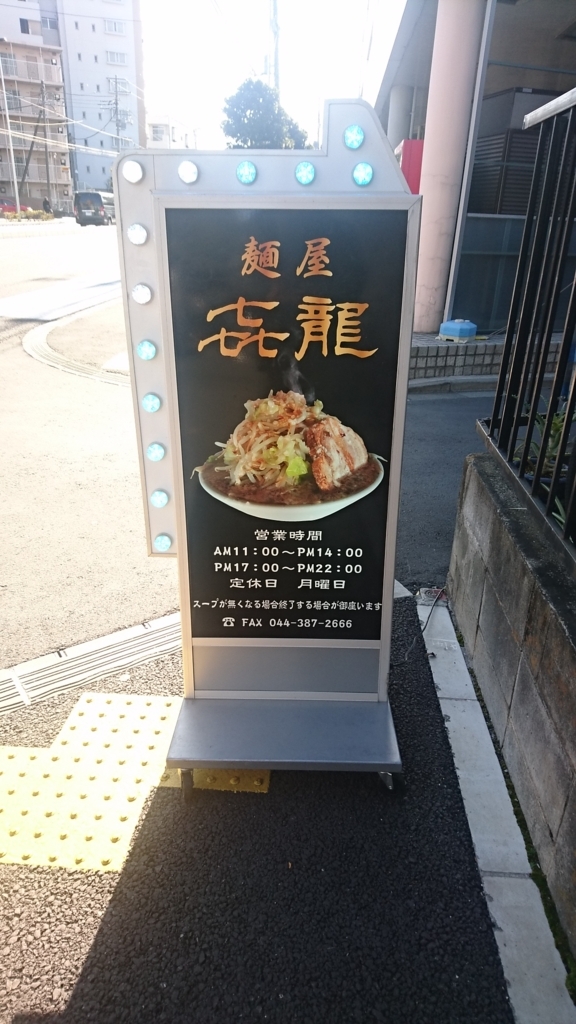 麺屋
㐂龍
営業時間
AM11:00～PM14:00
PM17:00～PM22:00
定休日 月曜日
スープが無くなる場合終了する場合が御座います
☎ FAX 044-387-2666